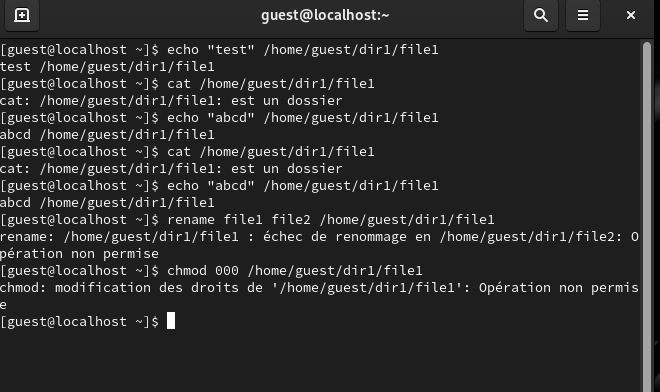 guest@localhost:~
[guest@localhost ~]$ echo "test" /home/guest/dir1/file1
test /home/guest/dir1/file1
[guest@localhost ~]$ cat /home/guest/dir1/file1
cat: /home/guest/dir1/file1: est un dossier
[guest@localhost ~]$ echo "abcd" /home/guest/dir1/file1
abcd /home/guest/dir1/file1
[guest@localhost ~]$ cat /home/guest/dir1/file1
cat: /home/guest/dir1/file1: est un dossier
[guest@localhost ~]$ echo "abcd" /home/guest/dir1/file1
abcd /home/guest/dir1/file1
[guest@localhost ~]$ rename file1 file2 /home/guest/dir1/file1
rename: /home/guest/dir1/file1 : échec de renommage en /home/guest/dir1/file2: O
pération non permise
[guest@localhost ~]$ chmod 000 /home/guest/dir1/file1
chmod: modification des droits de '/home/guest/dir1/file1': Opération non permis
e
[guest@localhost ~]$